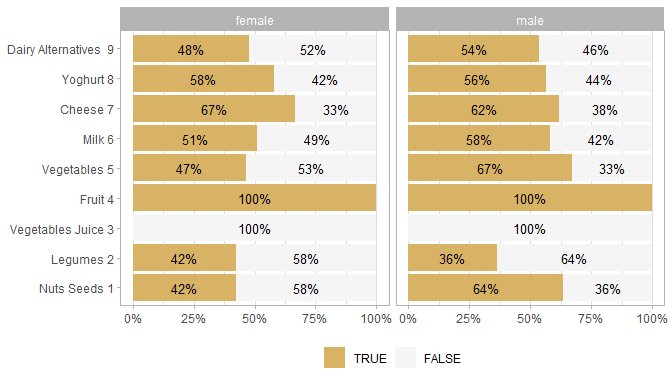 female male
Dairy Alternatives 9 48% 52% 54% 46%
Yoghurt 8 58% 42% 56% 44%
Cheese 7 67% 33% 62% 38%
Milk 6 51% 49% 58% 42%
Vegetables 5 47% 53% 67% 33%
Fruit 4 100% 100%
Vegetables Juice 3 100% 100%
Legumes 2 42% 58% 36% 64%
Nuts Seeds 1 42% 58% 64% 36%
0% 25% 50% 75% 100% 0% 25% 50% 75% 100%
TRUE FALSE